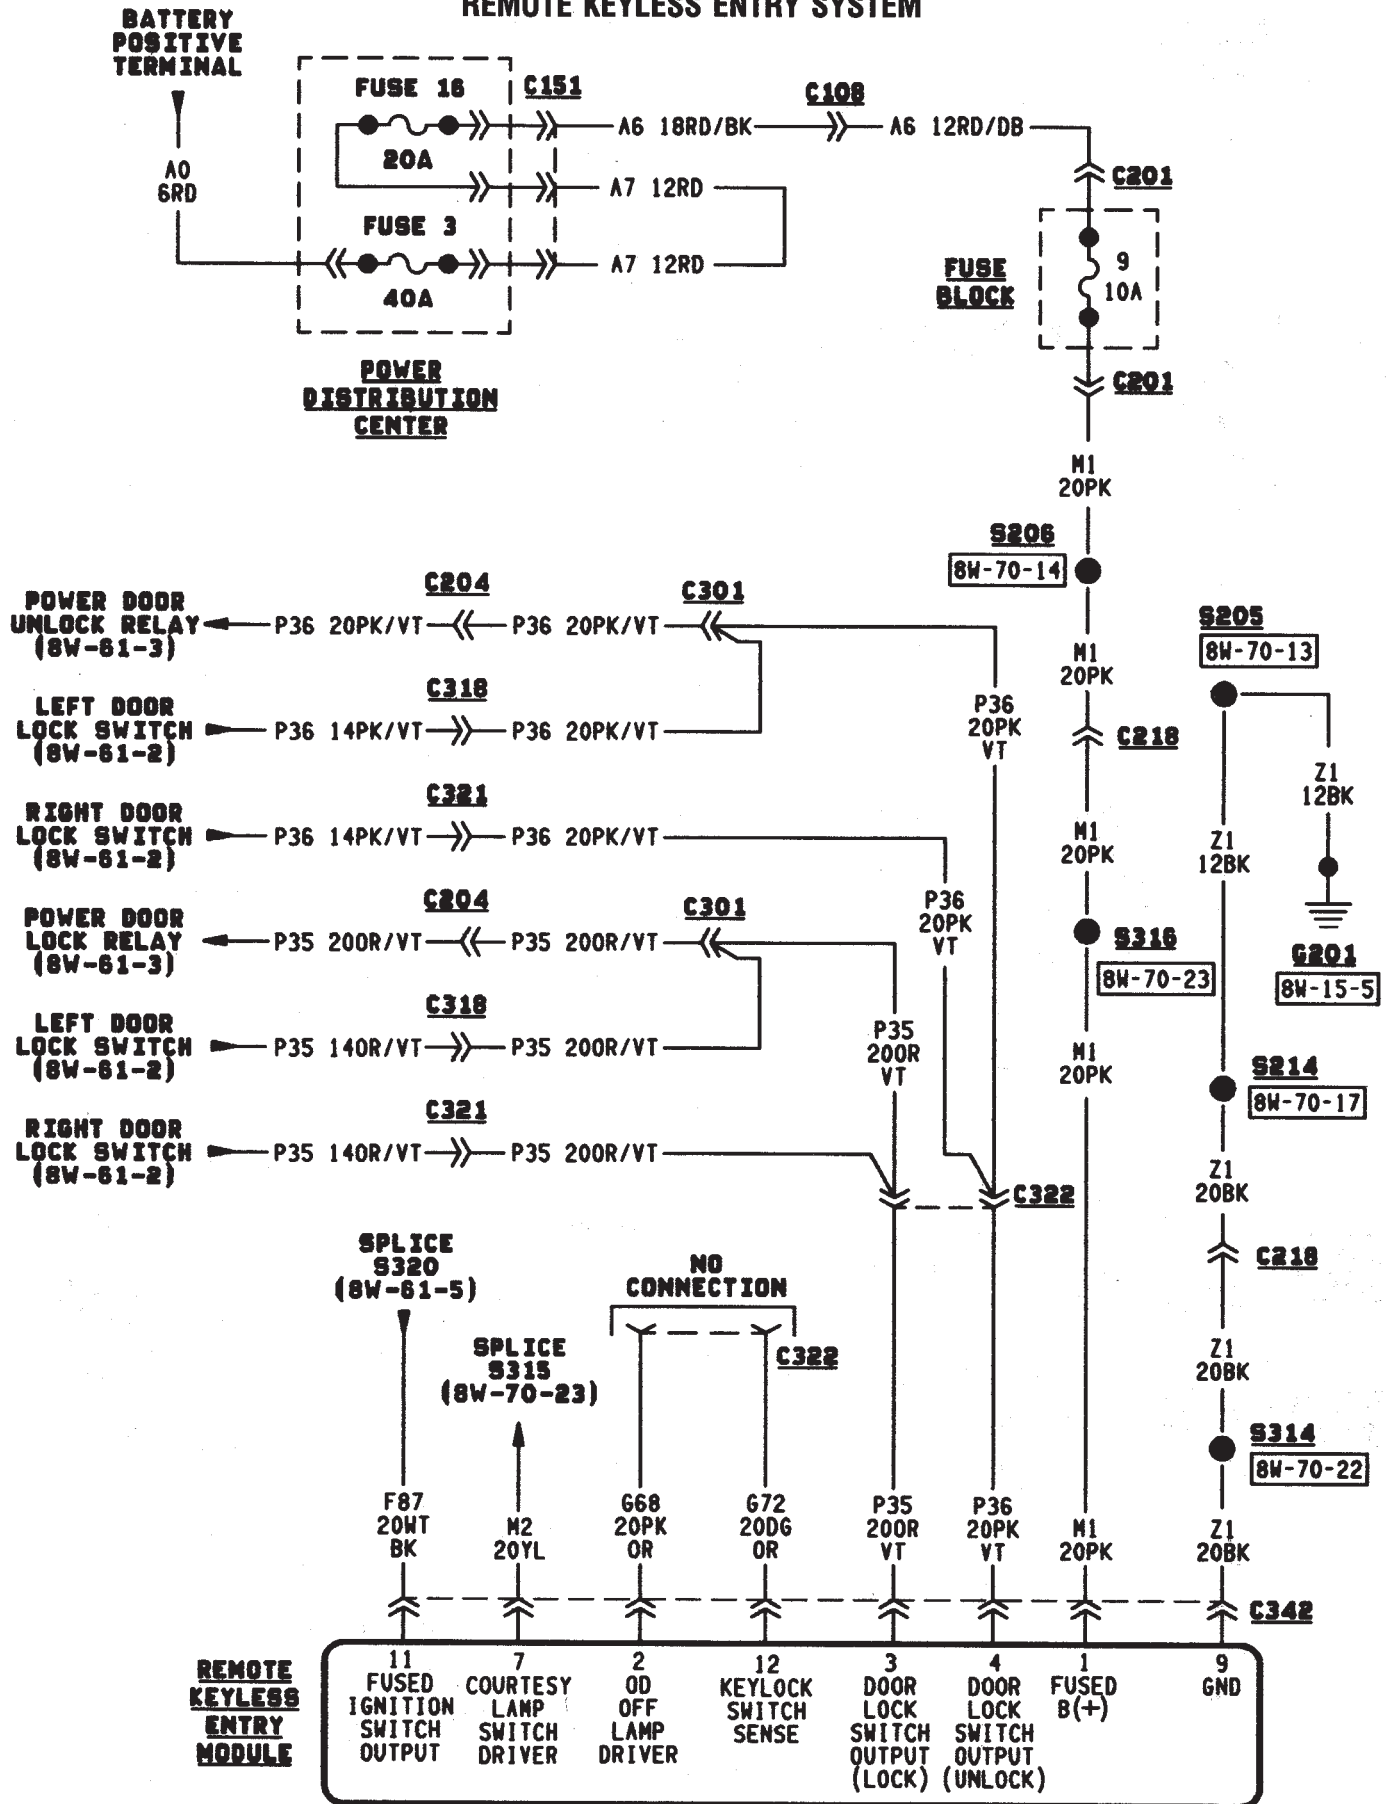 REMOTE KEYLESS ENTRY SYSTEM
BATTERY
POSITIVE
TERMINAL
A0
6RD
FUSE 16
20A
FUSE 3
40A
POWER
DISTRIBUTION
CENTER
C151
A6 18RD/BK
C108
A6 12RD/DB
A7 12RD
A7 12RD
C201
FUSE
BLOCK
9
10A
C201
M1
20PK
S206
8W-70-14
M1
20PK
C218
M1
20PK
S316
8W-70-23
M1
20PK
S205
8W-70-13
Z1
12BK
Z1
12BK
G201
8W-15-5
S214
8W-70-17
Z1
20BK
C218
Z1
20BK
S314
8W-70-22
POWER DOOR
UNLOCK RELAY
(8W-61-3)
P36 20PK/VT
C204
P36 20PK/VT
C301
LEFT DOOR
LOCK SWITCH
(8W-61-2)
P36 14PK/VT
C318
P36 20PK/VT
RIGHT DOOR
LOCK SWITCH
(8W-61-2)
P36 14PK/VT
C321
P36 20PK/VT
POWER DOOR
LOCK RELAY
(8W-61-3)
P35 20OR/VT
C204
P35 20OR/VT
C301
LEFT DOOR
LOCK SWITCH
(8W-61-2)
P35 14OR/VT
C318
P35 20OR/VT
RIGHT DOOR
LOCK SWITCH
(8W-61-2)
P35 14OR/VT
C321
P35 20OR/VT
P36
20PK
VT
P36
20PK
VT
P35
20OR
VT
C322
SPLICE
S320
(8W-61-5)
SPLICE
S315
(8W-70-23)
NO
CONNECTION
C322
F87
20WT
BK
M2
20YL
G68
20PK
OR
G72
20DG
OR
P35
20OR
VT
P36
20PK
VT
M1
20PK
Z1
20BK
C342
REMOTE
KEYLESS
ENTRY
MODULE
11
FUSED
IGNITION
SWITCH
OUTPUT
7
COURTESY
LAMP
SWITCH
DRIVER
2
OD
OFF
LAMP
DRIVER
12
KEYLOCK
SWITCH
SENSE
3
DOOR
LOCK
SWITCH
OUTPUT
(LOCK)
4
DOOR
LOCK
SWITCH
OUTPUT
(UNLOCK)
1
FUSED
B(+)
9
GND